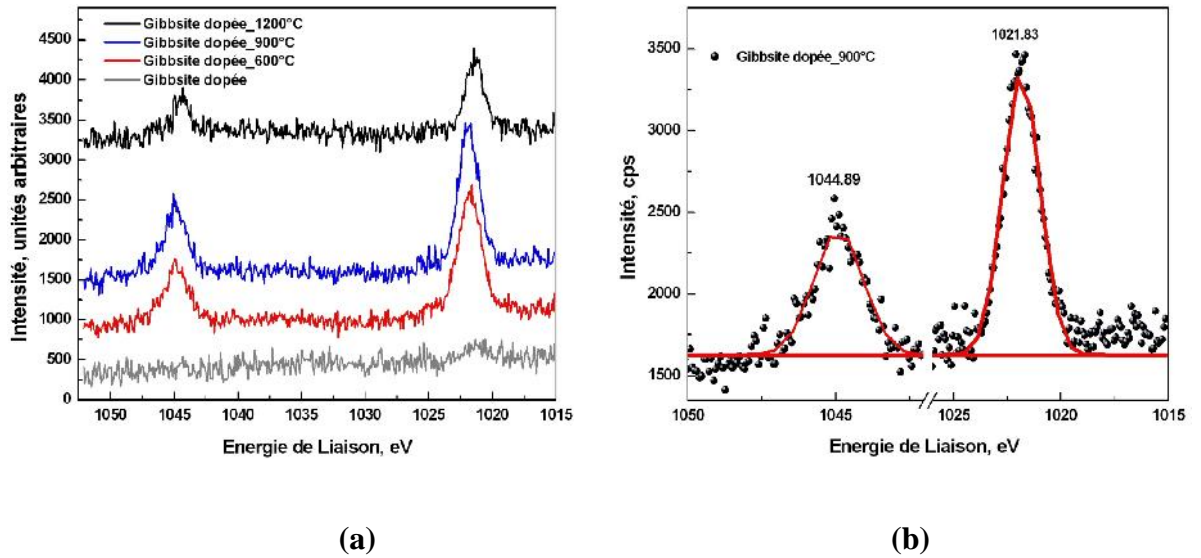 Gibbsite dopée_1200°C
Gibbsite dopée_900°C
Gibbsite dopée_600°C
Gibbsite dopée
Intensité, unités arbitraires
4500
4000
3500
3000
2500
2000
1500
1000
500
0
1050 1045 1040 1035 1030 1025 1020 1015
Energie de Liaison, eV
(a)
1021.83
Gibbsite dopée_900°C
1044.89
Intensité, cps
3500
3000
2500
2000
1500
1050 1045 1025 1020 1015
Energie de Liaison, eV
(b)